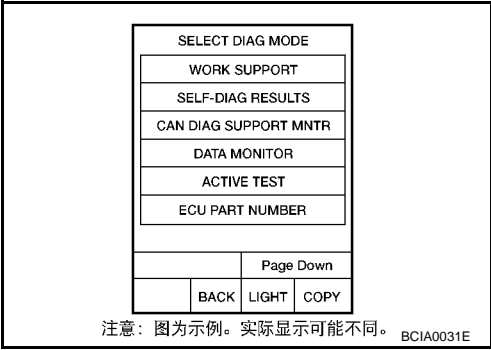 SELECT DIAG MODE
WORK SUPPORT
SELF-DIAG RESULTS
CAN DIAG SUPPORT MNTR
DATA MONITOR
ACTIVE TEST
ECU PART NUMBER
Page Down
BACK LIGHT COPY
注意：图为示例。实际显示可能不同。
BCIA0031E